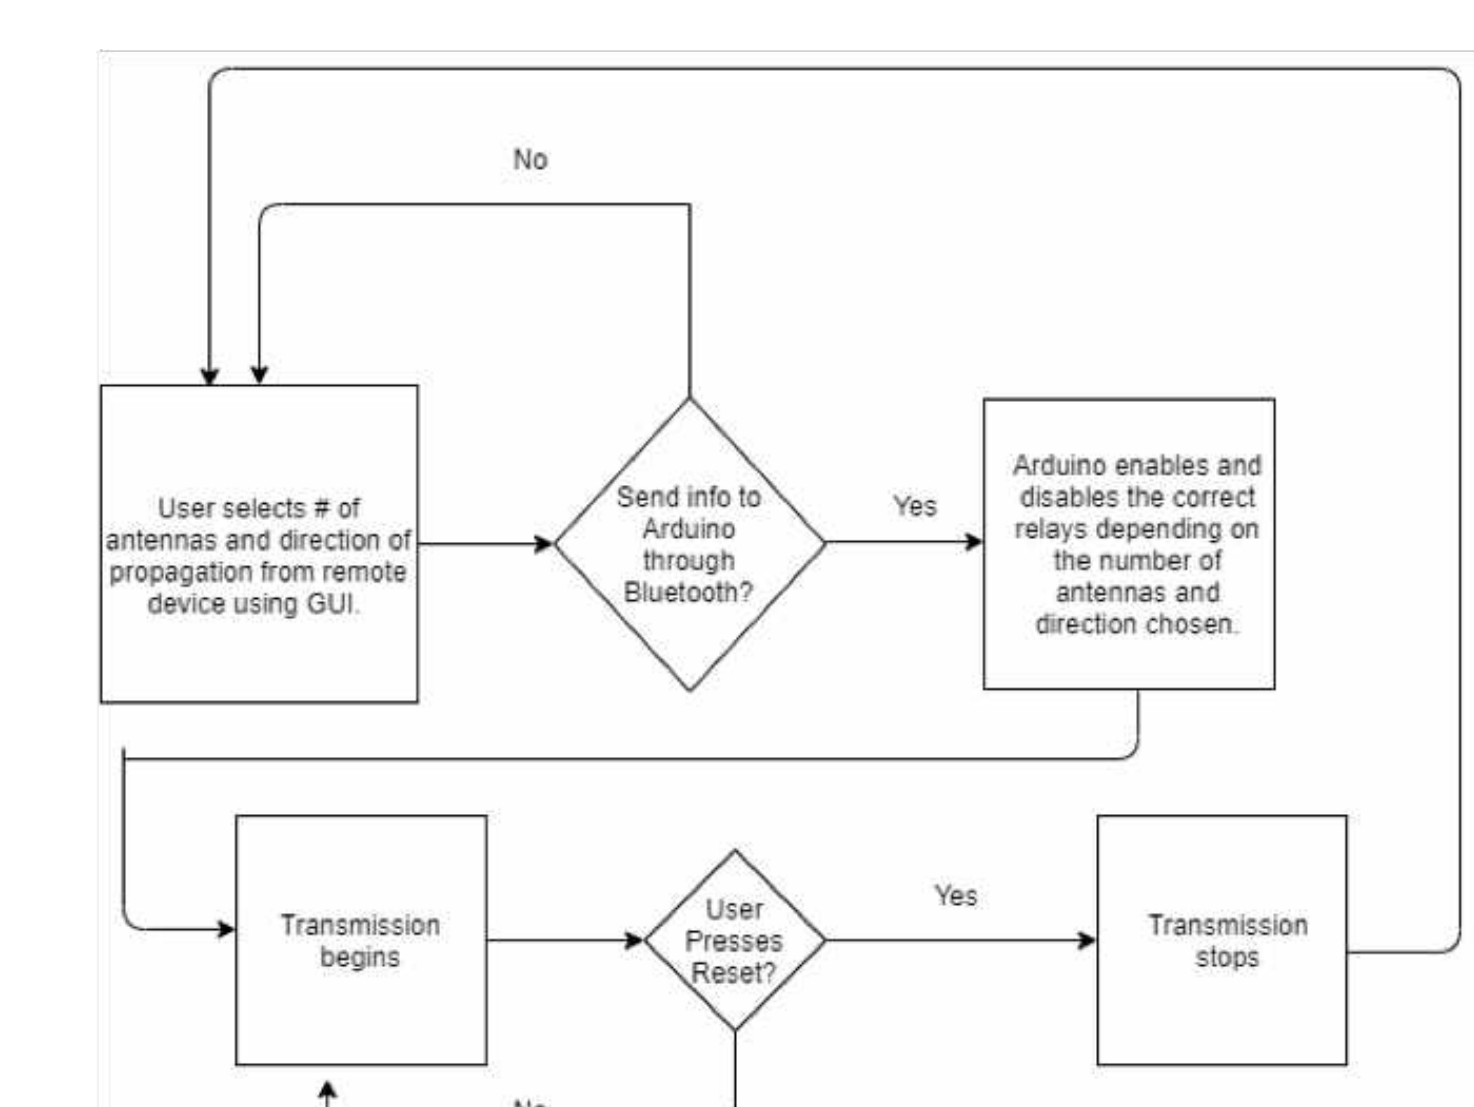 No
User selects # of
antennas and direction of
propagation from remote
device using GUI.
Send info to
Arduino
through
Bluetooth?
Yes
Arduino enables and
disables the correct
relays depending on
the number of
antennas and
direction chosen.
Transmission
begins
User
Presses
Reset?
Yes
Transmission
stops
No